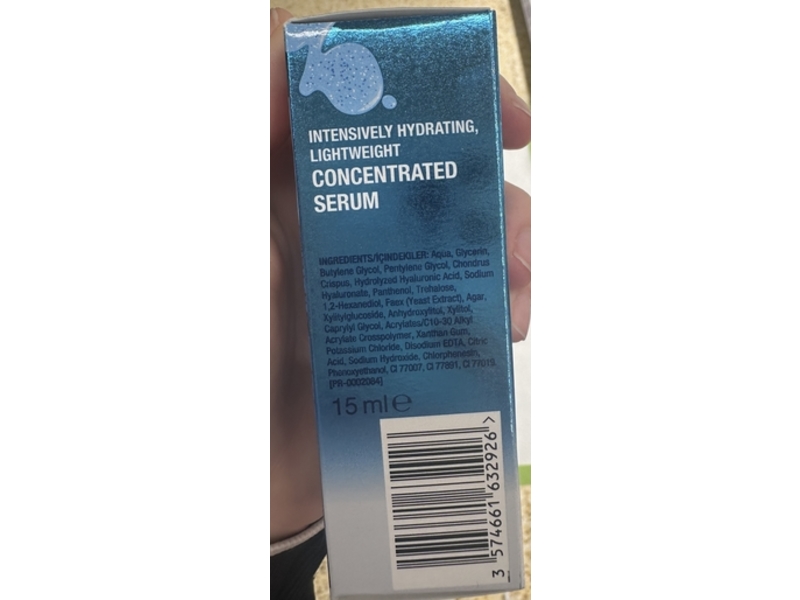 INTENSIVELY HYDRATING,
LIGHTWEIGHT
CONCENTRATED
SERUM
INGREDIENTS/İÇİNDEKİLER: Aqua, Glycerin,
Butylene Glycol, Pentylene Glycol, Chondrus
Crispus, Hydrolyzed Hyaluronic Acid, Sodium
Hyaluronate, Panthenol, Trehalose,
1,2-Hexanediol, Faex (Yeast Extract), Agar,
Xylitylglucoside, Anhydroxylitol, Xylitol,
Caprylyl Glycol, Acrylates/C10-30 Alkyl
Acrylate Crosspolymer, Xanthan Gum,
Potassium Chloride, Disodium EDTA, Citric
Acid, Sodium Hydroxide, Chlorphenesin,
Phenoxyethanol, CI 77007, CI 77891, CI 77019.
[PR-0002084]
15 ml e
3 574661 632926 >